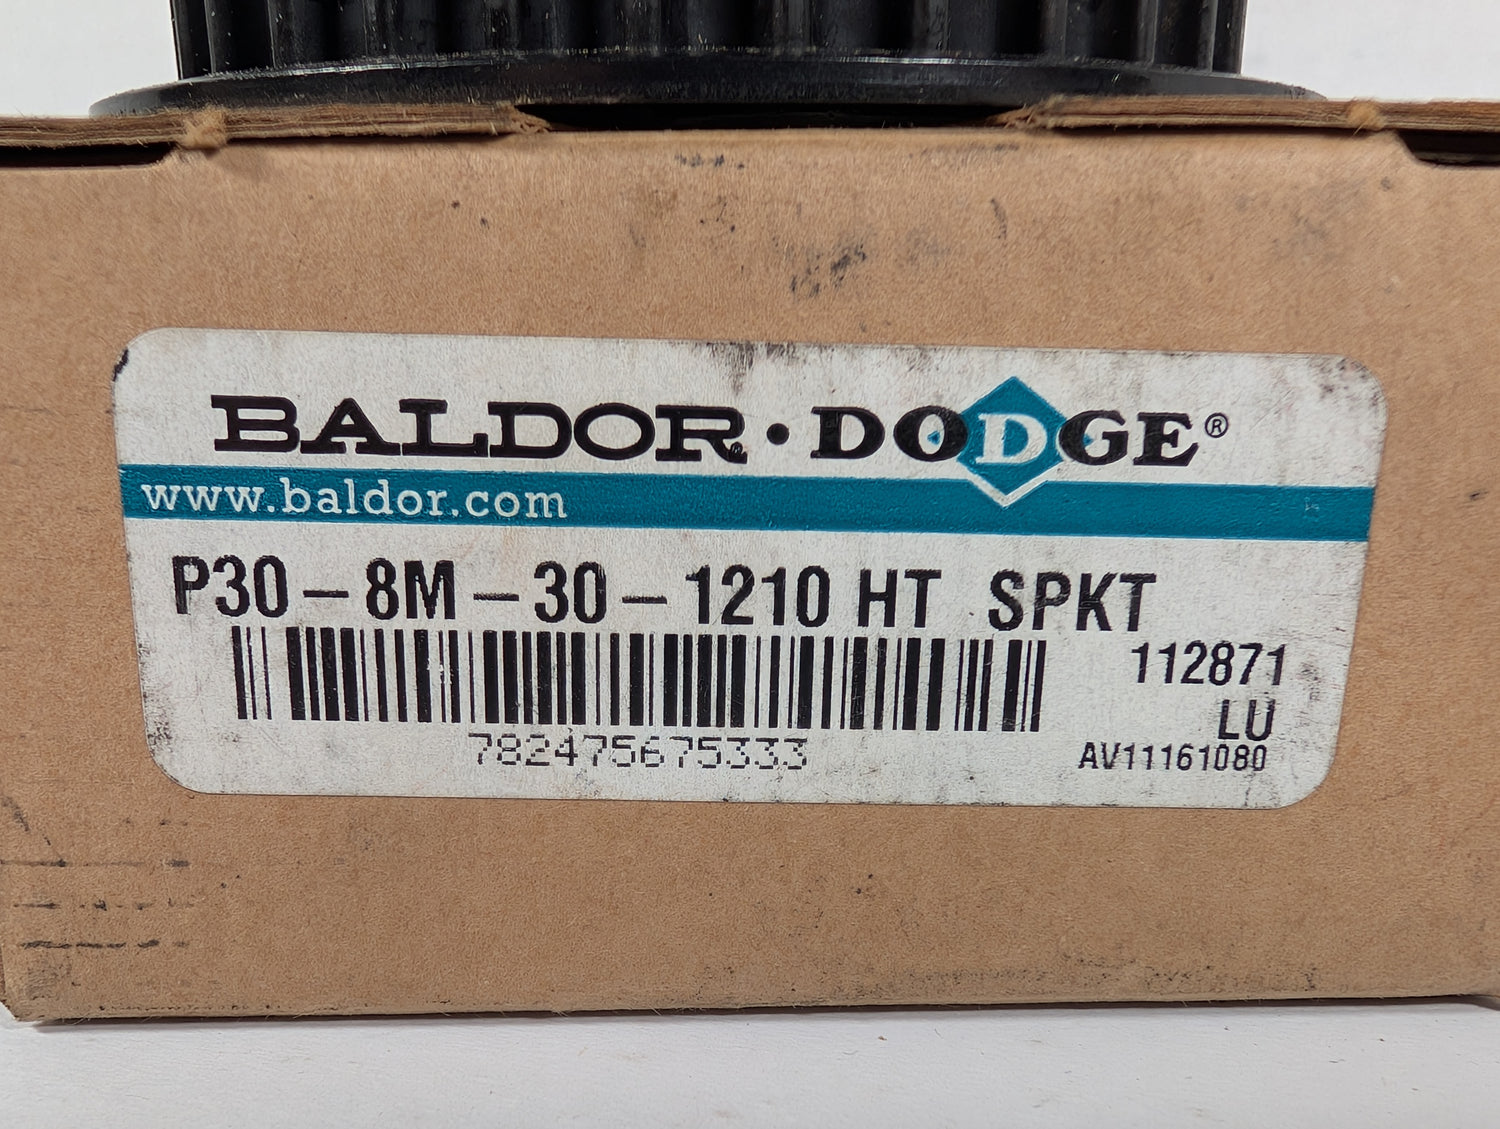 BALDOR® · DODGE®
www.baldor.com
P30-8M-30-1210 HT SPKT
112871
LU
782475675333
AV11161080